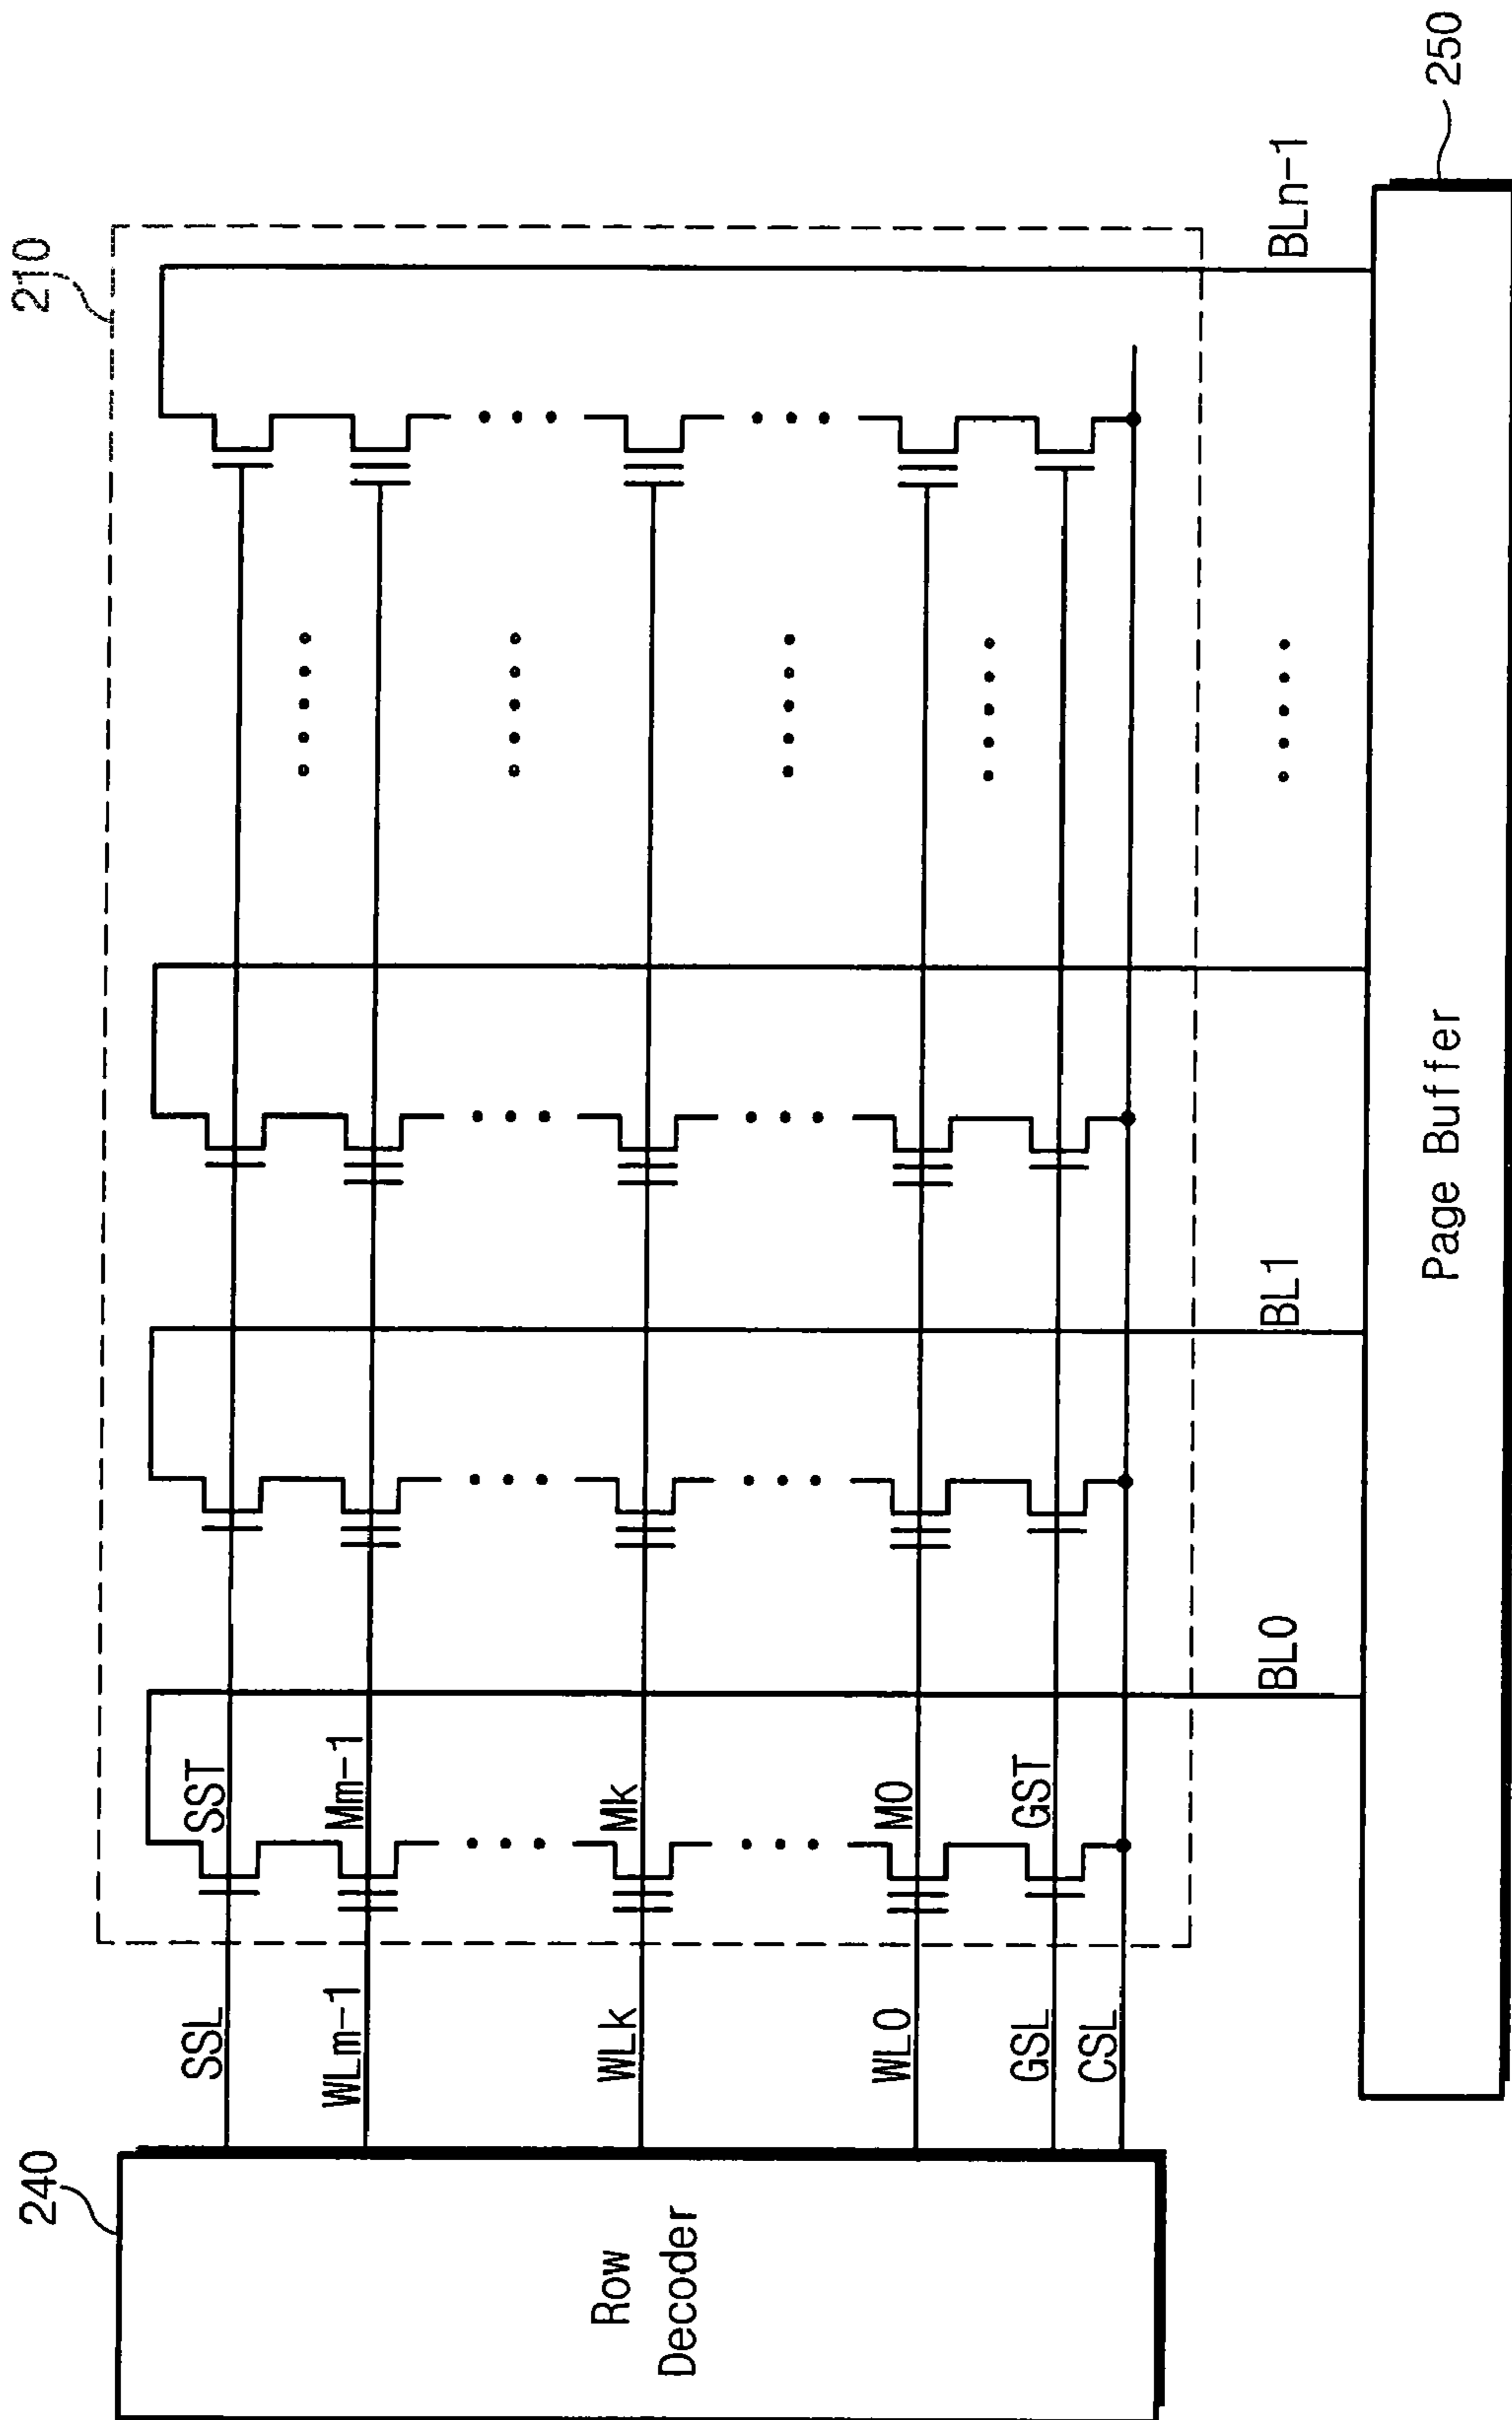 210
240
Row
Decoder
SSL
SST
WLm-1
Mm-1
WLk
Mk
WL0
M0
GSL
GST
CSL
BL0
BL1
BLn-1
Page Buffer
250